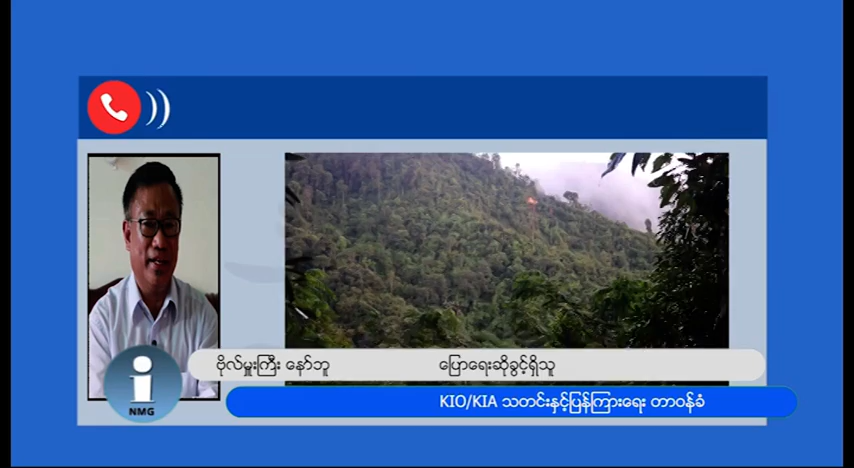 ဗိုလ်မှူးကြီး နော်ဘူ ပြောရေးဆိုခွင့်ရှိသူ
KIO/KIA သတင်းနှင့်ပြန်ကြားရေး တာဝန်ခံ
i
NMG